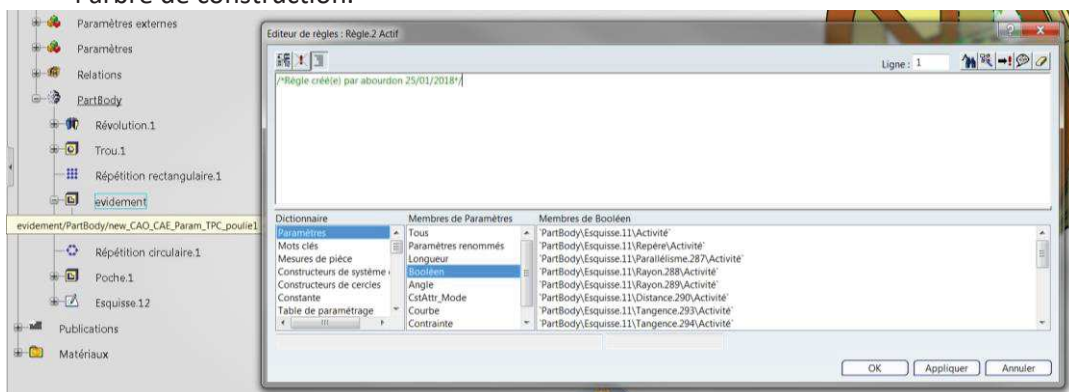 l'arbre de construction.
Paramètres externes
Paramètres
Relations
PartBody
Révolution.1
Trou.1
Répétition rectangulaire.1
evidement
evidement/PartBody/new_CAO_CAE_Param_TPC_poulie1
Répétition circulaire.1
Poche.1
Esquisse.12
Publications
Matériaux
Editeur de règles : Règle.2 Actif
Ligne : 1
/*Règle créé(e) par abourdon 25/01/2018*/
Dictionnaire
Paramètres
Mots clés
Mesures de pièce
Constructeurs de système
Constructeurs de cercles
Constante
Table de paramétrage
Membres de Paramètres
Tous
Paramètres renommés
Longueur
Booléen
Angle
CstAttr_Mode
Courbe
Contrainte
Membres de Booléen
`PartBody\Esquisse.11\Activité`
`PartBody\Esquisse.11\Repère\Activité`
`PartBody\Esquisse.11\Parallélisme.287\Activité`
`PartBody\Esquisse.11\Rayon.288\Activité`
`PartBody\Esquisse.11\Rayon.289\Activité`
`PartBody\Esquisse.11\Distance.290\Activité`
`PartBody\Esquisse.11\Tangence.293\Activité`
`PartBody\Esquisse.11\Tangence.294\Activité`
OK
Appliquer
Annuler